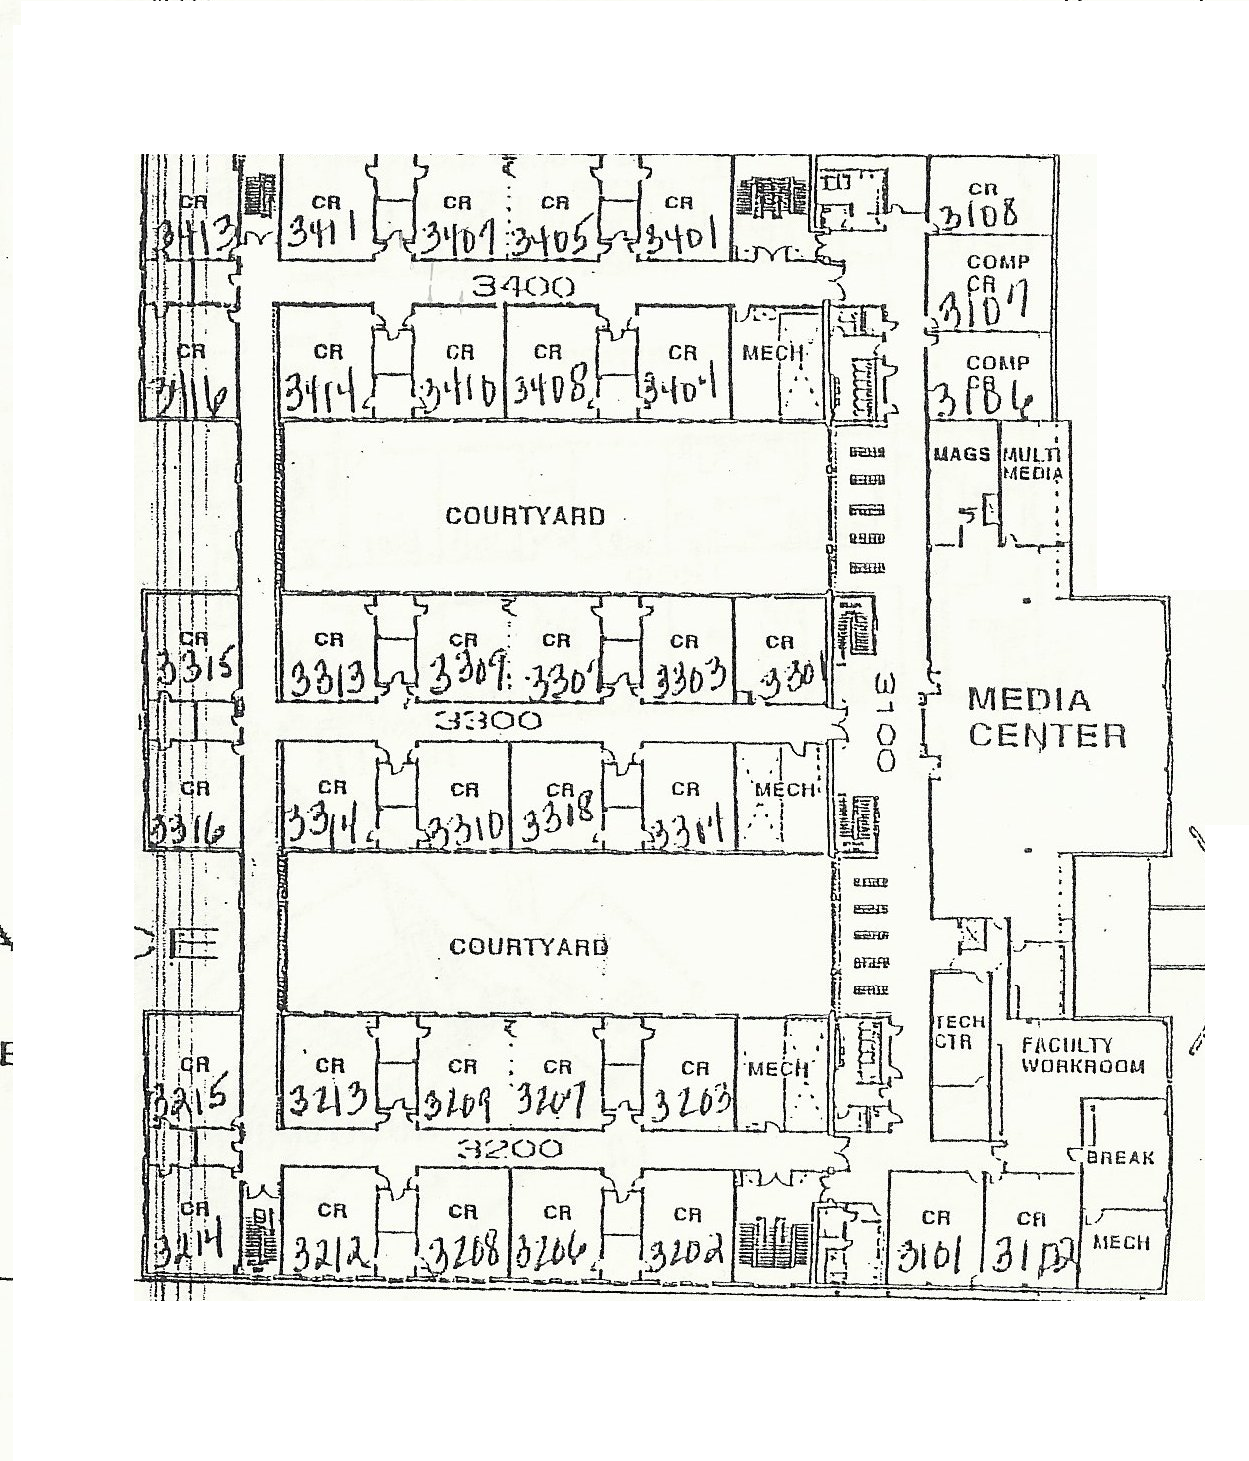 CR CR CR CR CR CR
3413 3411 3407 3405 3401 3108
3400
COMP
CR
3107
CR CR CR CR CR MECH
3416 3414 3410 3408 3404
COMP
CR
3106
MAGS MULTI
MEDIA
COURTYARD
CR CR CR CR CR CR
3315 3313 3309 3307 3303 3301
3300
3100
MEDIA
CENTER
CR CR CR CR CR MECH
3316 3314 3310 3318 3314
COURTYARD
TECH
CTR
FACULTY
WORKROOM
CR CR CR CR CR MECH
3215 3213 3209 3207 3203
3200
BREAK
CR CR CR CR CR CR CR MECH
3214 3212 3208 3206 3202 3101 3102